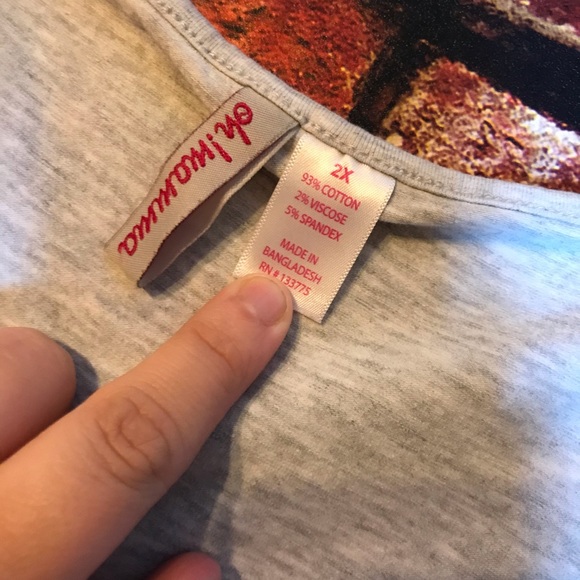 oh!mamma
2X
93% COTTON
2% VISCOSE
5% SPANDEX
MADE IN
BANGLADESH
RN # 133775